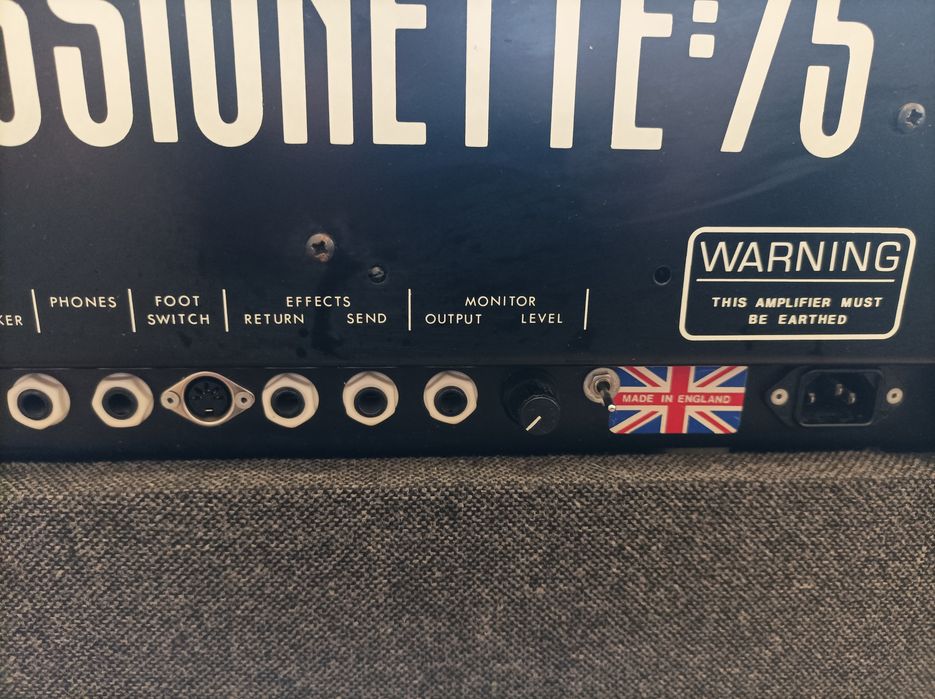 SSIONETTE:75
WARNING
THIS AMPLIFIER MUST
BE EARTHED
KER
PHONES
FOOT
SWITCH
EFFECTS
RETURN SEND
MONITOR
OUTPUT LEVEL
MADE IN ENGLAND